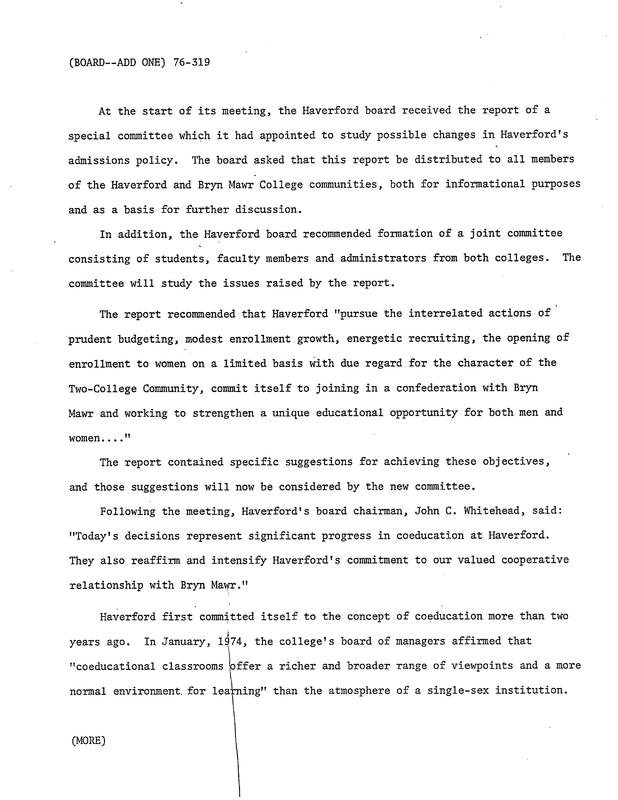 (BOARD--ADD ONE) 76-319
At the start of its meeting, the Haverford board received the report of a
special committee which it had appointed to study possible changes in Haverford's
admissions policy. The board asked that this report be distributed to all members
of the Haverford and Bryn Mawr College communities, both for informational purposes
and as a basis for further discussion.
In addition, the Haverford board recommended formation of a joint committee
consisting of students, faculty members and administrators from both colleges. The
committee will study the issues raised by the report.
The report recommended that Haverford "pursue the interrelated actions of
prudent budgeting, modest enrollment growth, energetic recruiting, the opening of
enrollment to women on a limited basis with due regard for the character of the
Two-College Community, commit itself to joining in a confederation with Bryn
Mawr and working to strengthen a unique educational opportunity for both men and
women...."
The report contained specific suggestions for achieving these objectives,
and those suggestions will now be considered by the new committee.
Following the meeting, Haverford's board chairman, John C. Whitehead, said:
"Today's decisions represent significant progress in coeducation at Haverford.
They also reaffirm and intensify Haverford's commitment to our valued cooperative
relationship with Bryn Mawr."
Haverford first committed itself to the concept of coeducation more than two
years ago. In January, 1974, the college's board of managers affirmed that
"coeducational classrooms offer a richer and broader range of viewpoints and a more
normal environment for learning" than the atmosphere of a single-sex institution.
(MORE)